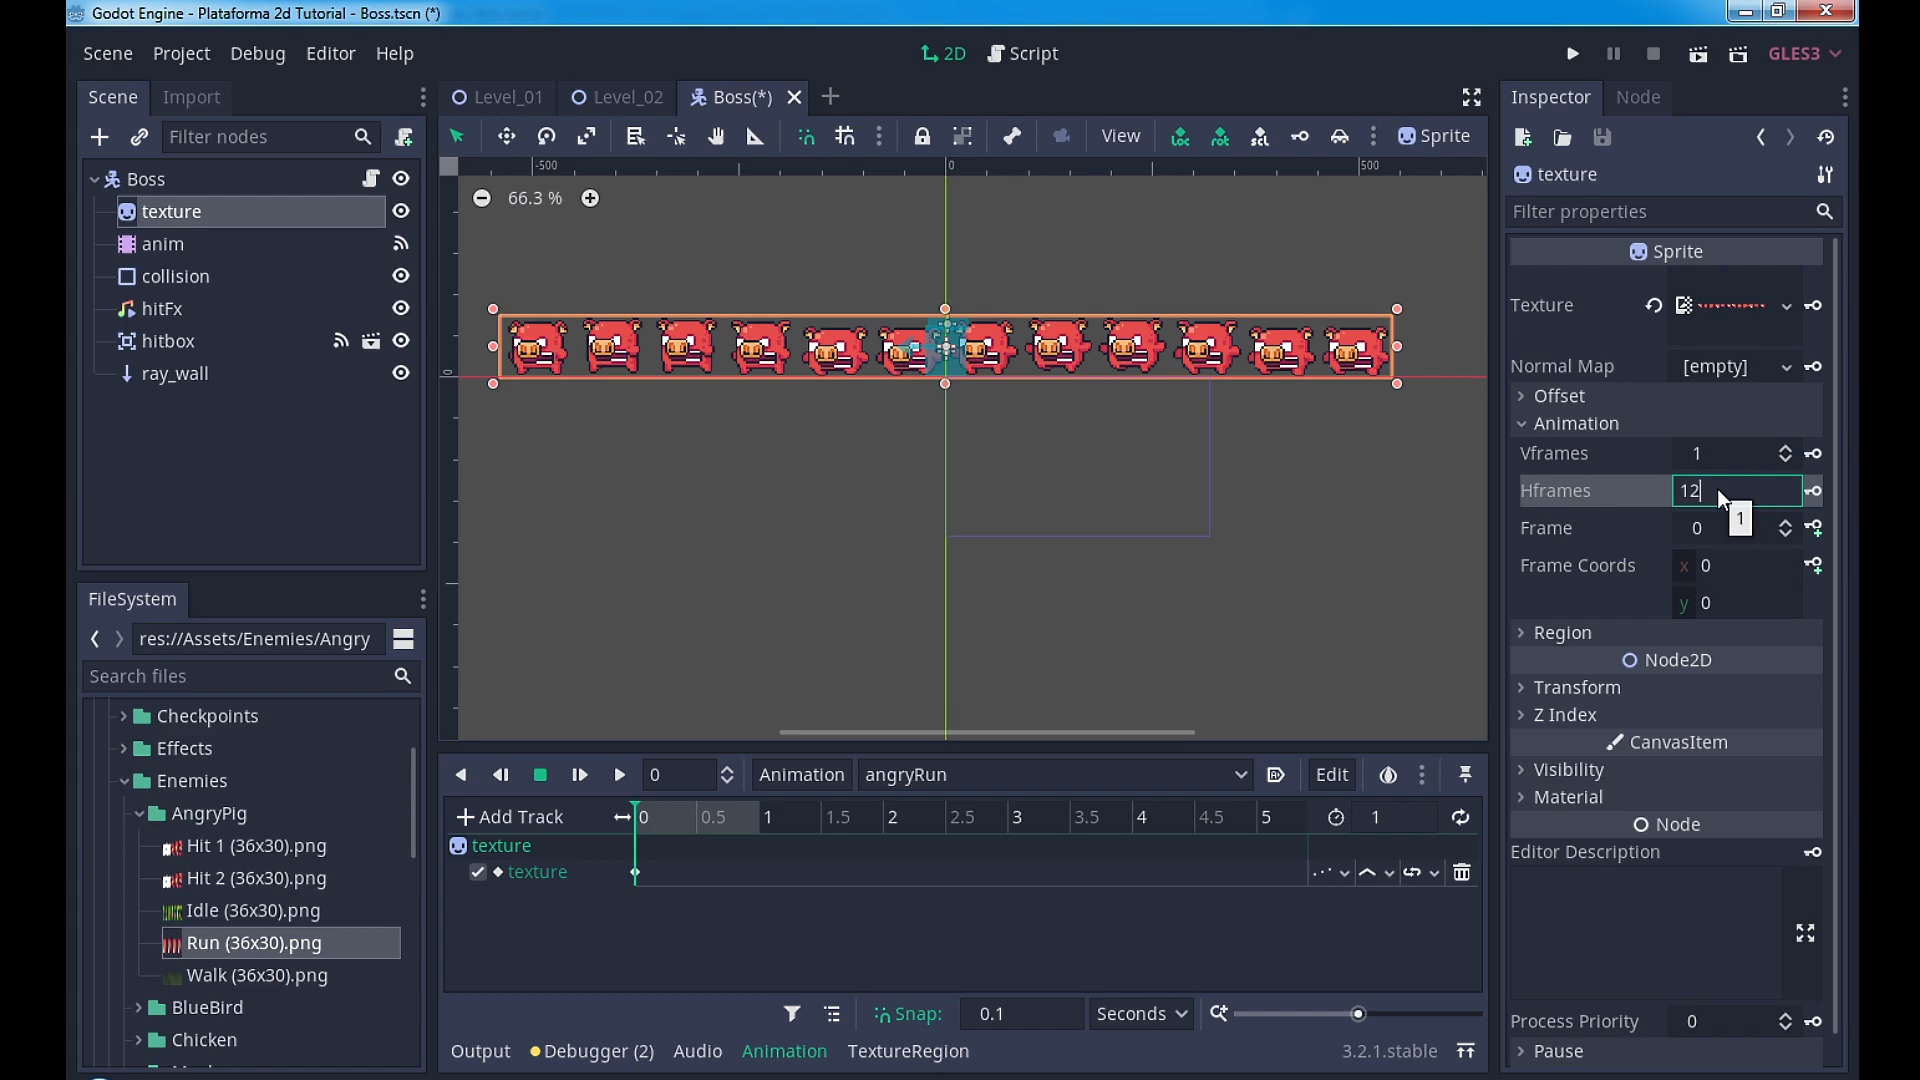 Godot Engine - Plataforma 2d Tutorial - Boss.tscn (*)
Scene Project Debug Editor Help
2D Script
GLES3
Scene Import
Level_01 Level_02 Boss(*)
Inspector Node
Filter nodes
View
Sprite
-500 0 500
Boss
texture
anim
collision
hitFx
hitbox
ray_wall
66.3 %
0
texture
Filter properties
Sprite
Texture
Normal Map [empty]
Offset
Animation
Vframes 1
Hframes 12
1
Frame 0
Frame Coords x 0
y 0
Region
Node2D
Transform
Z Index
CanvasItem
Visibility
Material
Node
Editor Description
Process Priority 0
Pause
FileSystem
res://Assets/Enemies/Angry
Search files
Checkpoints
Effects
Enemies
AngryPig
Hit 1 (36x30).png
Hit 2 (36x30).png
Idle (36x30).png
Run (36x30).png
Walk (36x30).png
BlueBird
Chicken
0 Animation angryRun Edit
Add Track 0 0.5 1 1.5 2 2.5 3 3.5 4 4.5 5 1
texture
texture
Snap: 0.1 Seconds
Output Debugger (2) Audio Animation TextureRegion 3.2.1.stable